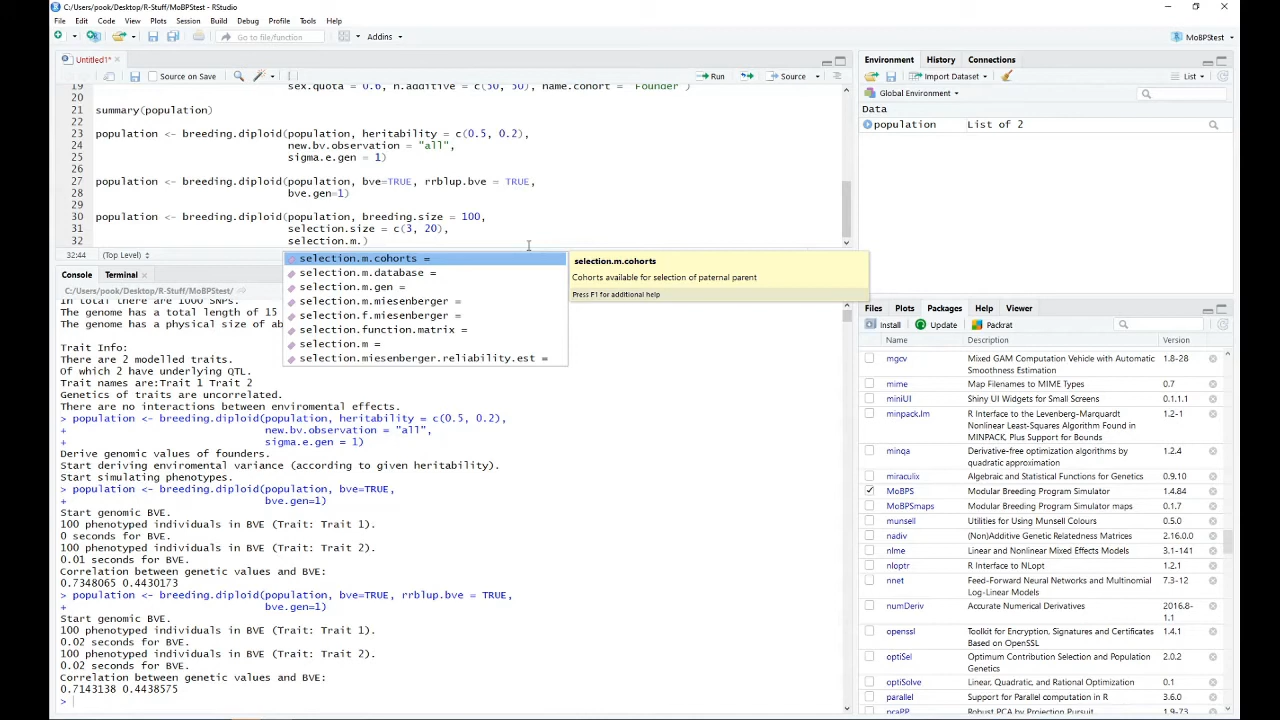 C:/Users/pook/Desktop/R-Stuff/MoBPStest - RStudio
File Edit Code View Plots Session Build Debug Profile Tools Help
Go to file/function
Addins
MoBPStest
Untitled1*
Source on Save
Run
Source
19 sex.quota = 0.6, n.additive = c(50, 50), name.cohort = "Founder")
20
21 summary(population)
22
23 population <- breeding.diploid(population, heritability = c(0.5, 0.2),
24 new.bv.observation = "all",
25 sigma.e.gen = 1)
26
27 population <- breeding.diploid(population, bve=TRUE, rrblup.bve = TRUE,
28 bve.gen=1)
29
30 population <- breeding.diploid(population, breeding.size = 100,
31 selection.size = c(3, 20),
32 selection.m.)
32:44 (Top Level)
selection.m.cohorts =
selection.m.database =
selection.m.gen =
selection.m.miesenberger =
selection.f.miesenberger =
selection.function.matrix =
selection.m =
selection.miesenberger.reliability.est =
selection.m.cohorts
Cohorts available for selection of paternal parent
Press F1 for additional help
Console Terminal
C:/Users/pook/Desktop/R-Stuff/MoBPStest/
In total there are 1000 SNPs.
The genome has a total length of 15
The genome has a physical size of ab
Trait Info:
There are 2 modelled traits.
Of which 2 have underlying QTL.
Trait names are:Trait 1 Trait 2
Genetics of traits are uncorrelated.
There are no interactions between enviromental effects.
> population <- breeding.diploid(population, heritability = c(0.5, 0.2),
+ new.bv.observation = "all",
+ sigma.e.gen = 1)
Derive genomic values of founders.
Start deriving enviromental variance (according to given heritability).
Start simulating phenotypes.
> population <- breeding.diploid(population, bve=TRUE,
+ bve.gen=1)
Start genomic BVE.
100 phenotyped individuals in BVE (Trait: Trait 1).
0 seconds for BVE.
100 phenotyped individuals in BVE (Trait: Trait 2).
0.01 seconds for BVE.
Correlation between genetic values and BVE:
0.7348065 0.4430173
> population <- breeding.diploid(population, bve=TRUE, rrblup.bve = TRUE,
+ bve.gen=1)
Start genomic BVE.
100 phenotyped individuals in BVE (Trait: Trait 1).
0.02 seconds for BVE.
100 phenotyped individuals in BVE (Trait: Trait 2).
0.02 seconds for BVE.
Correlation between genetic values and BVE:
0.7143138 0.4438575
>
Environment History Connections
Import Dataset
List
Global Environment
Data
population List of 2
Files Plots Packages Help Viewer
Install Update Packrat
Name Description Version
mgcv Mixed GAM Computation Vehicle with Automatic Smoothness Estimation 1.8-28
mime Map Filenames to MIME Types 0.7
miniUI Shiny UI Widgets for Small Screens 0.1.1.1
minpack.lm R Interface to the Levenberg-Marquardt Nonlinear Least-Squares Algorithm Found in MINPACK, Plus Support for Bounds 1.2-1
minqa Derivative-free optimization algorithms by quadratic approximation 1.2.4
miraculix Algebraic and Statistical Functions for Genetics 0.9.10
MoBPS Modular Breeding Program Simulator 1.4.84
MoBPSmaps Modular Breeding Program Simulator maps 0.1.7
munsell Utilities for Using Munsell Colours 0.5.0
nadiv (Non)Additive Genetic Relatedness Matrices 2.16.0.0
nlme Linear and Nonlinear Mixed Effects Models 3.1-141
nloptr R Interface to NLopt 1.2.1
nnet Feed-Forward Neural Networks and Multinomial Log-Linear Models 7.3-12
numDeriv Accurate Numerical Derivatives 2016.8-1.1
openssl Toolkit for Encryption, Signatures and Certificates Based on OpenSSL 1.4.1
optiSel Optimum Contribution Selection and Population Genetics 2.0.2
optiSolve Linear, Quadratic, and Rational Optimization 0.1
parallel Support for Parallel computation in R 3.6.0
pcaPP Robust PCA by Projection Pursuit 1.9-73